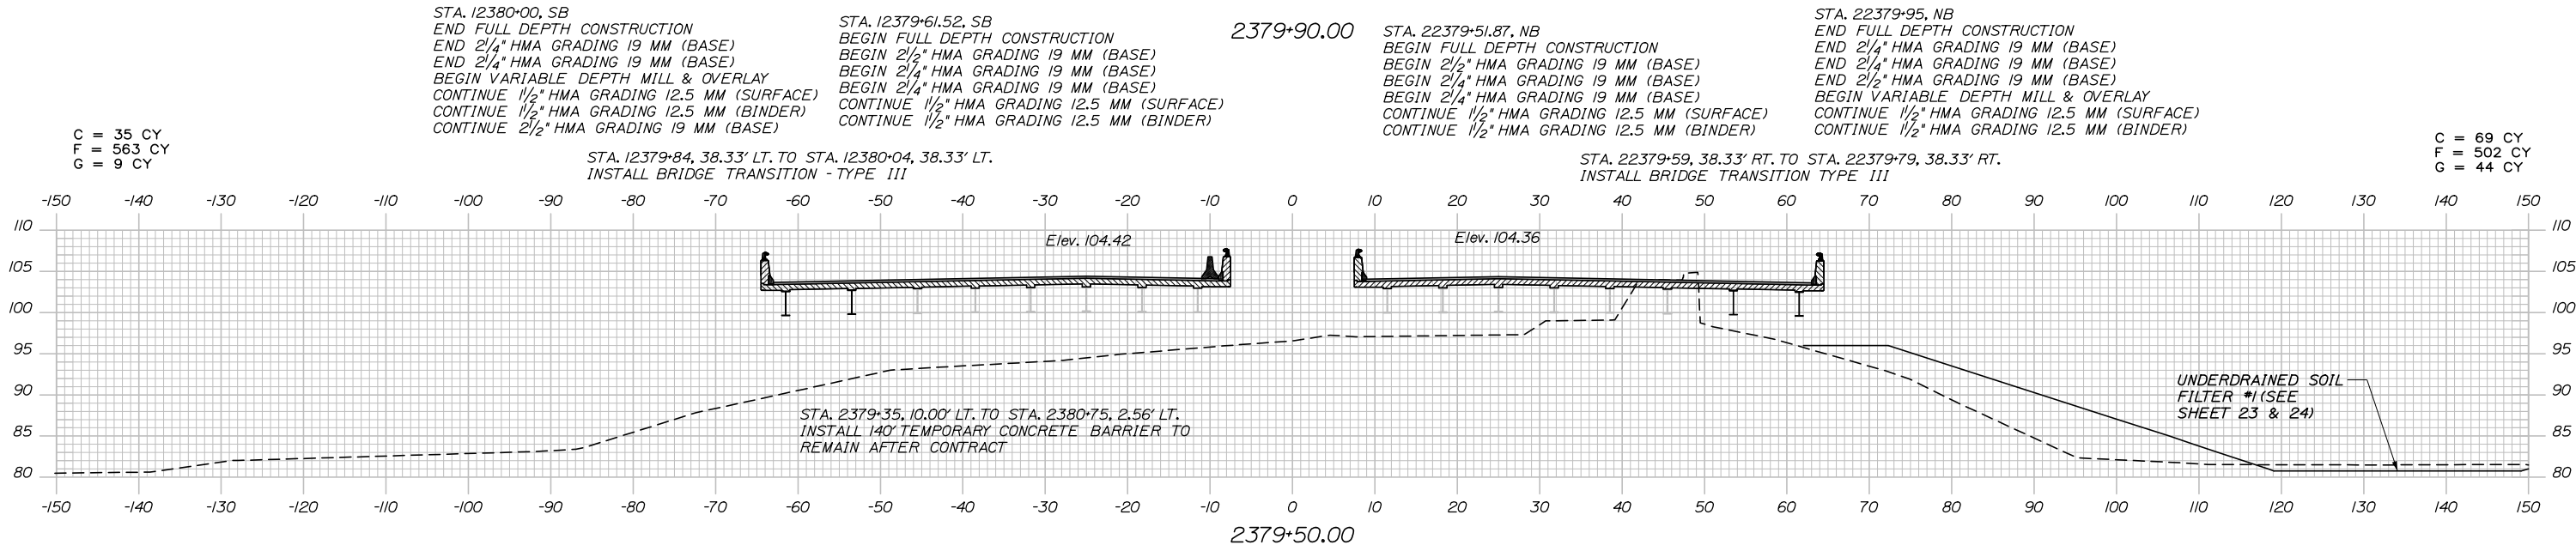 STA. 12380+00, SB
END FULL DEPTH CONSTRUCTION
END 2 1/4" HMA GRADING 19 MM (BASE)
END 2 1/4" HMA GRADING 19 MM (BASE)
BEGIN VARIABLE DEPTH MILL & OVERLAY
CONTINUE 1 1/2" HMA GRADING 12.5 MM (SURFACE)
CONTINUE 1 1/2" HMA GRADING 12.5 MM (BINDER)
CONTINUE 2 1/2" HMA GRADING 19 MM (BASE)
STA. 12379+61.52, SB
BEGIN FULL DEPTH CONSTRUCTION
BEGIN 2 1/2" HMA GRADING 19 MM (BASE)
BEGIN 2 1/4" HMA GRADING 19 MM (BASE)
BEGIN 2 1/4" HMA GRADING 19 MM (BASE)
CONTINUE 1 1/2" HMA GRADING 12.5 MM (SURFACE)
CONTINUE 1 1/2" HMA GRADING 12.5 MM (BINDER)
2379+90.00
STA. 22379+51.87, NB
BEGIN FULL DEPTH CONSTRUCTION
BEGIN 2 1/2" HMA GRADING 19 MM (BASE)
BEGIN 2 1/4" HMA GRADING 19 MM (BASE)
BEGIN 2 1/4" HMA GRADING 19 MM (BASE)
CONTINUE 1 1/2" HMA GRADING 12.5 MM (SURFACE)
CONTINUE 1 1/2" HMA GRADING 12.5 MM (BINDER)
STA. 22379+95, NB
END FULL DEPTH CONSTRUCTION
END 2 1/4" HMA GRADING 19 MM (BASE)
END 2 1/4" HMA GRADING 19 MM (BASE)
END 2 1/2" HMA GRADING 19 MM (BASE)
BEGIN VARIABLE DEPTH MILL & OVERLAY
CONTINUE 1 1/2" HMA GRADING 12.5 MM (SURFACE)
CONTINUE 1 1/2" HMA GRADING 12.5 MM (BINDER)
C = 35 CY
F = 563 CY
G = 9 CY
STA. 12379+84, 38.33' LT. TO STA. 12380+04, 38.33' LT.
INSTALL BRIDGE TRANSITION - TYPE III
STA. 22379+59, 38.33' RT. TO STA. 22379+79, 38.33' RT.
INSTALL BRIDGE TRANSITION TYPE III
C = 69 CY
F = 502 CY
G = 44 CY
-150 -140 -130 -120 -110 -100 -90 -80 -70 -60 -50 -40 -30 -20 -10 0 10 20 30 40 50 60 70 80 90 100 110 120 130 140 150
110 110
Elev. 104.42 Elev. 104.36
105 105
100 100
95 95
90 90
85 85
80 80
UNDERDRAINED SOIL
FILTER #1 (SEE
SHEET 23 & 24)
STA. 2379+35, 10.00' LT. TO STA. 2380+75, 2.56' LT.
INSTALL 140' TEMPORARY CONCRETE BARRIER TO
REMAIN AFTER CONTRACT
-150 -140 -130 -120 -110 -100 -90 -80 -70 -60 -50 -40 -30 -20 -10 0 10 20 30 40 50 60 70 80 90 100 110 120 130 140 150
2379+50.00